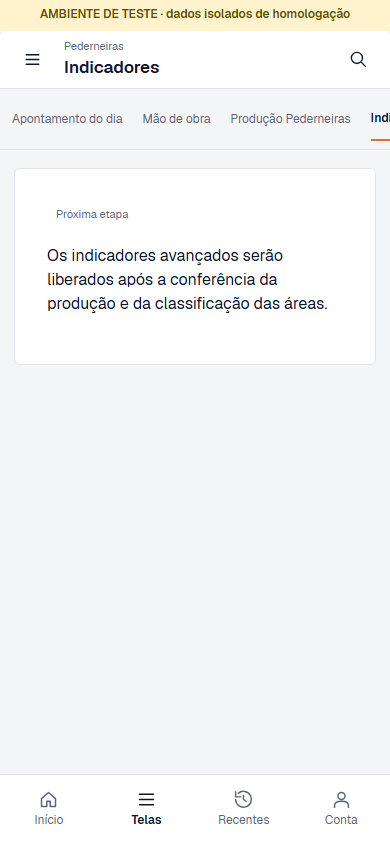 AMBIENTE DE TESTE · dados isolados de homologação
Pederneiras
Indicadores
Apontamento do dia Mão de obra Produção Pederneiras
Próxima etapa
Os indicadores avançados serão
liberados após a conferência da
produção e da classificação das áreas.
Início Telas Recentes Conta